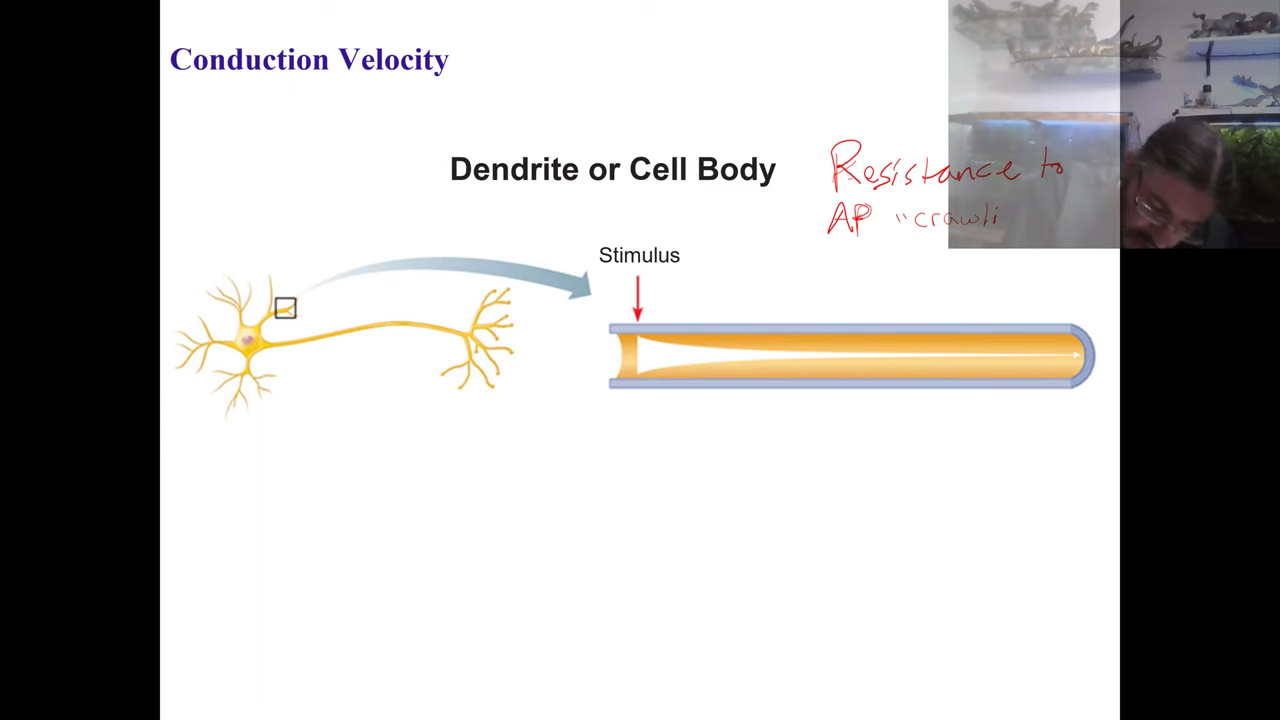 Conduction Velocity
Dendrite or Cell Body
Resistance to
AP "crawli
Stimulus